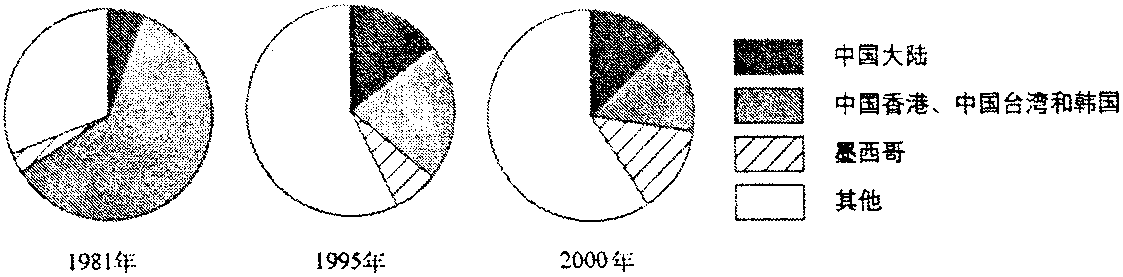 中国大陆
中国香港、中国台湾和韩国
墨西哥
其他
1981年
1995年
2000年